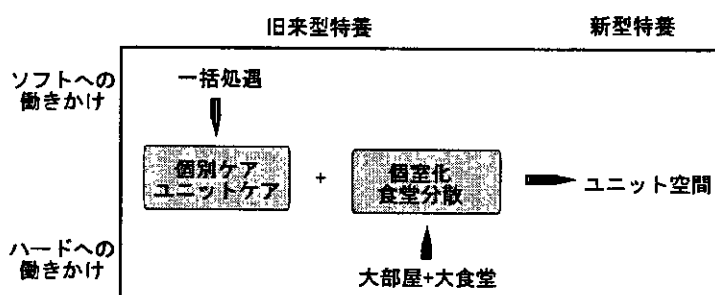 旧来型特養
新型特養
ソフトへの
働きかけ
一括処遇
個別ケア
ユニットケア
+
個室化
食堂分散
ユニット空間
ハードへの
働きかけ
大部屋+大食堂